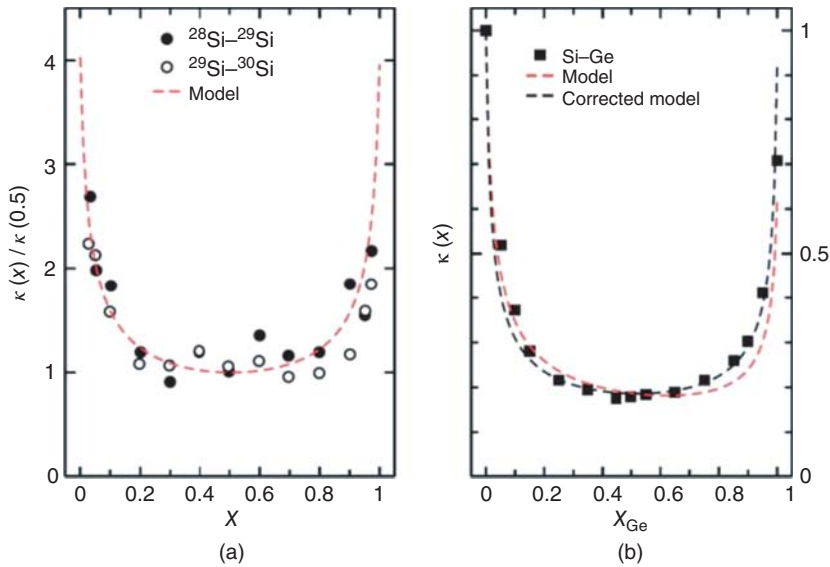 4
3
2
1
0
κ (x) / κ (0.5)
²⁸Si–²⁹Si
²⁹Si–³⁰Si
Model
0 0.2 0.4 0.6 0.8 1
X
(a)
κ (x)
Si–Ge
Model
Corrected model
1
0.5
0
0 0.2 0.4 0.6 0.8 1
X_Ge
(b)